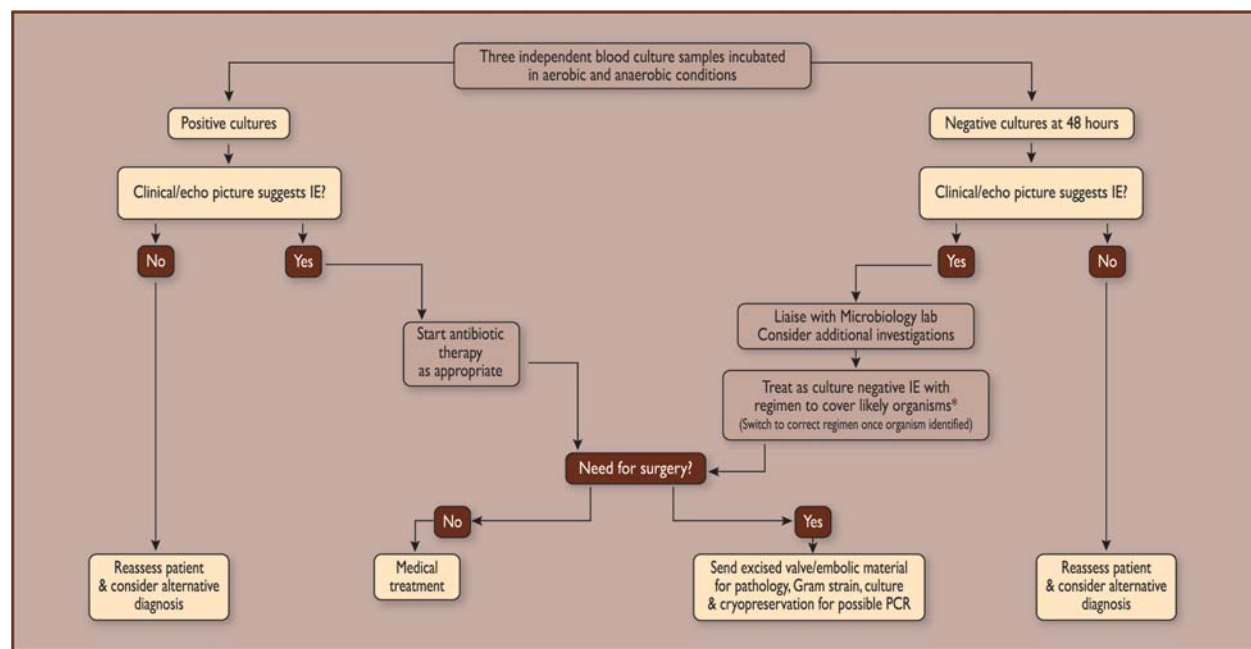 Three independent blood culture samples incubated
in aerobic and anaerobic conditions
Positive cultures
Negative cultures at 48 hours
Clinical/echo picture suggests IE?
Clinical/echo picture suggests IE?
No
Yes
Yes
No
Start antibiotic
therapy
as appropriate
Liaise with Microbiology lab
Consider additional investigations
Treat as culture negative IE with
regimen to cover likely organisms*
(Switch to correct regimen once organism identified)
Need for surgery?
No
Yes
Reassess patient
& consider alternative
diagnosis
Medical
treatment
Send excised valve/embolic material
for pathology, Gram strain, culture
& cryopreservation for possible PCR
Reassess patient
& consider alternative
diagnosis